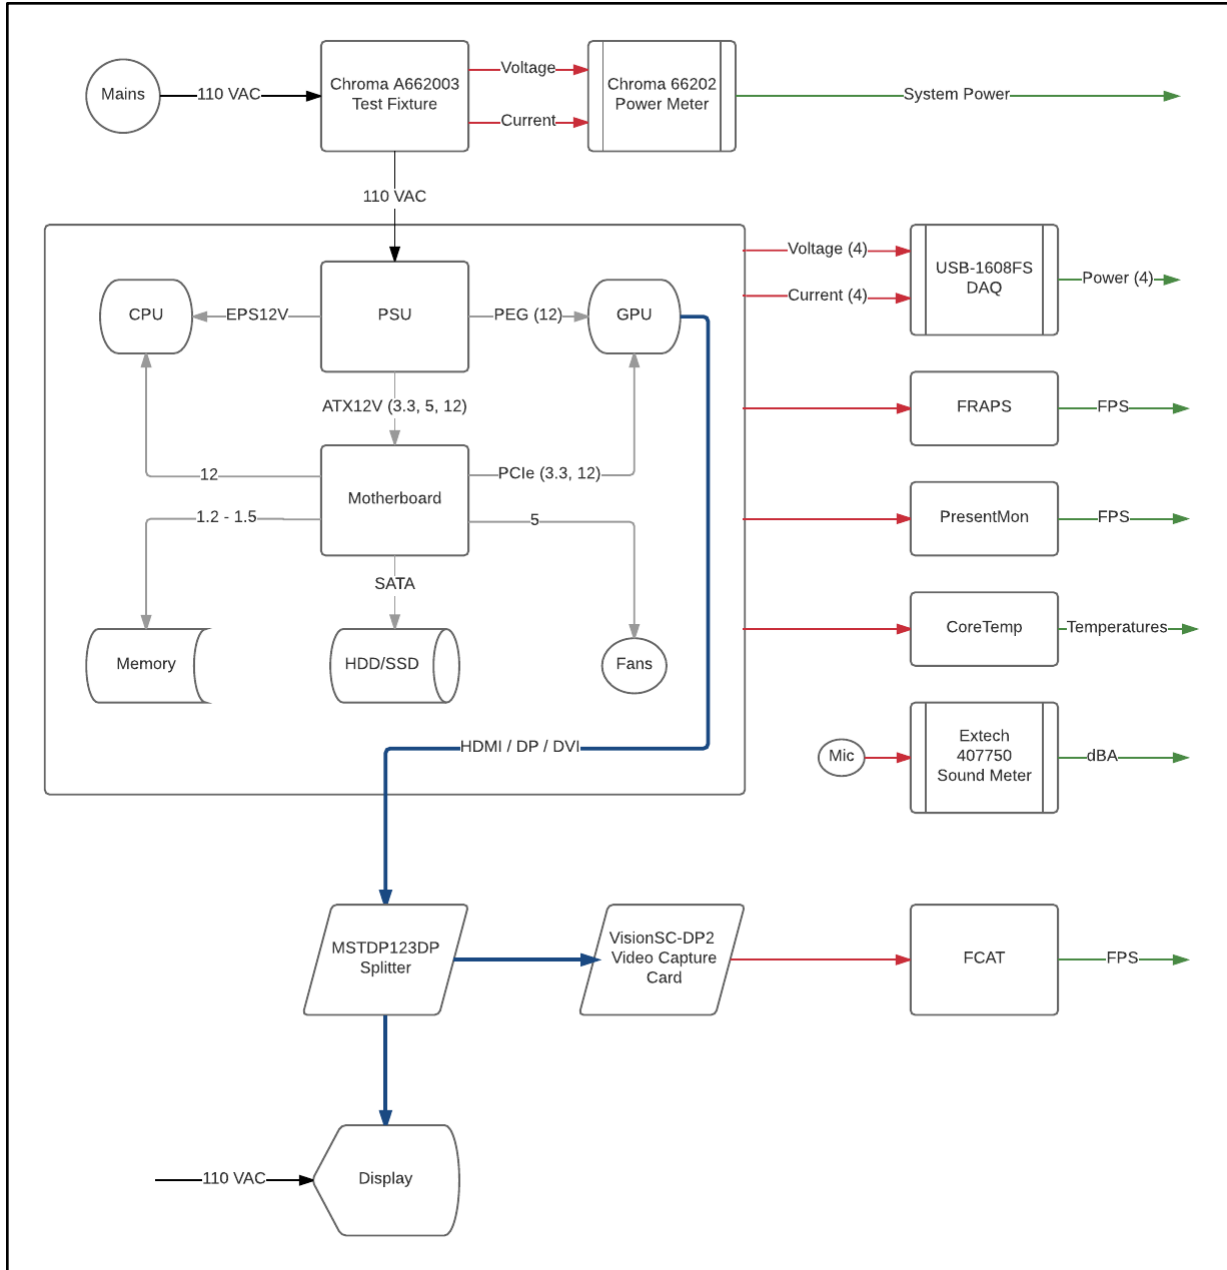 Mains
110 VAC
Chroma A662003
Test Fixture
Voltage
Current
Chroma 66202
Power Meter
System Power
110 VAC
CPU
EPS12V
PSU
PEG (12)
GPU
Voltage (4)
Current (4)
USB-1608FS
DAQ
Power (4)
ATX12V (3.3, 5, 12)
FRAPS
FPS
12
Motherboard
PCIe (3.3, 12)
1.2 - 1.5
5
PresentMon
FPS
SATA
CoreTemp
Temperatures
Memory
HDD/SSD
Fans
HDMI / DP / DVI
Mic
Extech
407750
Sound Meter
dBA
MSTDP123DP
Splitter
VisionSC-DP2
Video Capture
Card
FCAT
FPS
110 VAC
Display